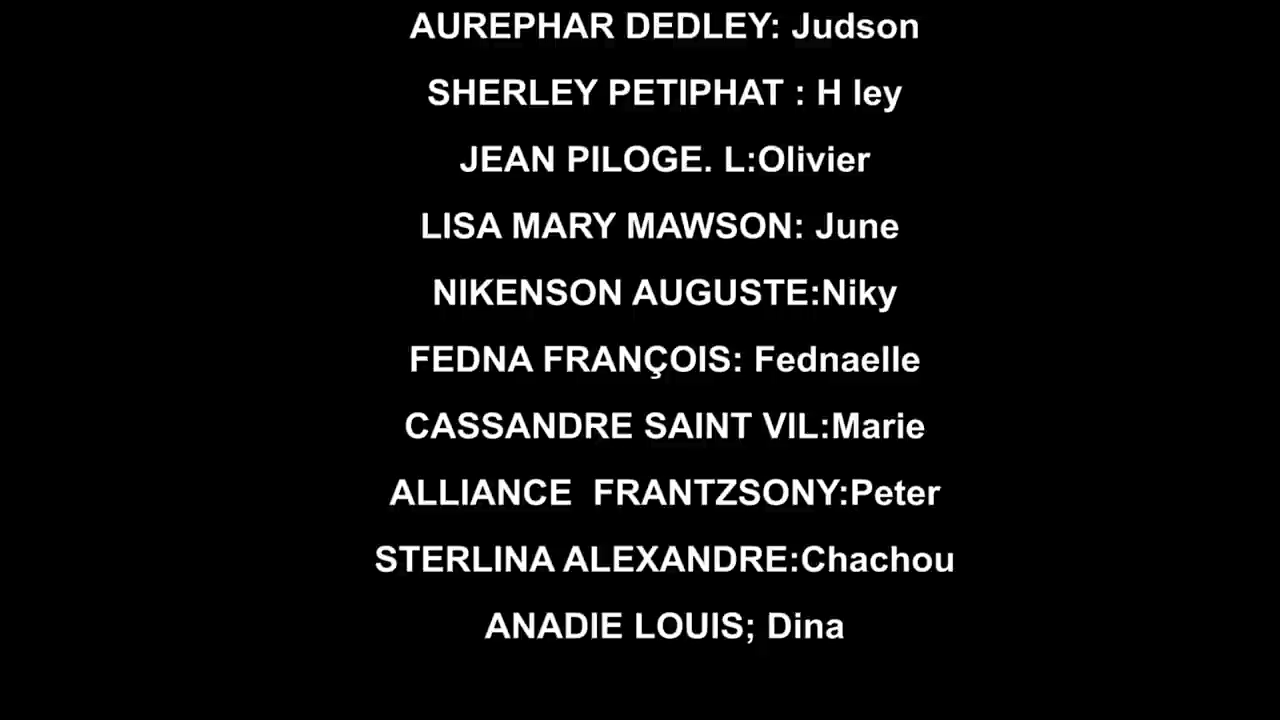 AUREPHAR DEDLEY: Judson
SHERLEY PETIPHAT : H ley
JEAN PILOGE. L:Olivier
LISA MARY MAWSON: June
NIKENSON AUGUSTE:Niky
FEDNA FRANÇOIS: Fednaelle
CASSANDRE SAINT VIL:Marie
ALLIANCE  FRANTZSONY:Peter
STERLINA ALEXANDRE:Chachou
ANADIE LOUIS; Dina